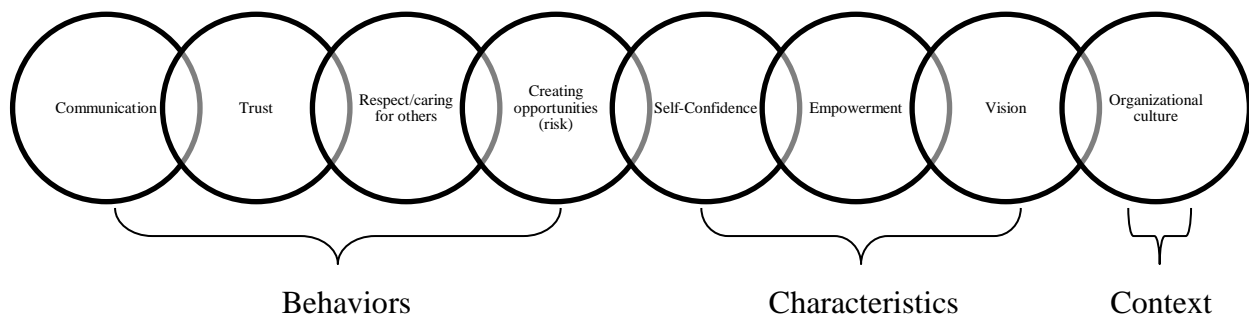 Communication
Trust
Respect/caring
for others
Creating
opportunities
(risk)
Self-Confidence
Empowerment
Vision
Organizational
culture
Behaviors
Characteristics
Context